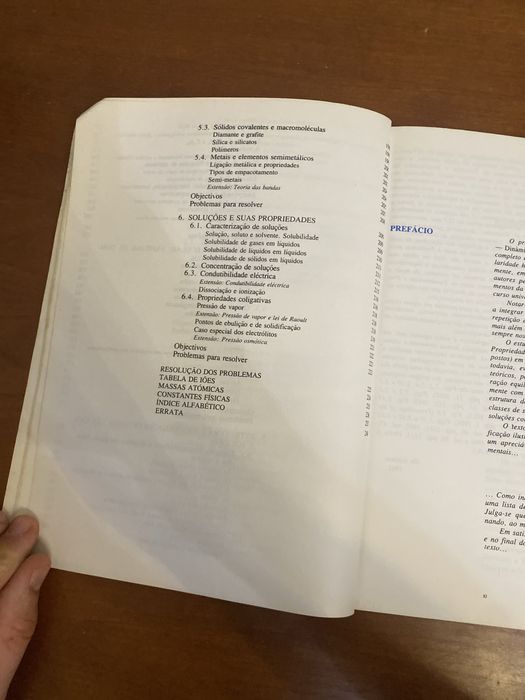 5.3. Sólidos covalentes e macromoléculas
Diamante e grafite
Sílica e silicatos
Polímeros
5.4. Metais e elementos semimetálicos
Ligação metálica e propriedades
Tipos de empacotamento
Semi-metais
Extensão: Teoria das bandas
Objectivos
Problemas para resolver
6. SOLUÇÕES E SUAS PROPRIEDADES
6.1. Caracterização de soluções
Solução, soluto e solvente. Solubilidade
Solubilidade de gases em líquidos
Solubilidade de líquidos em líquidos
Solubilidade de sólidos em líquidos
6.2. Concentração de soluções
6.3. Condutibilidade eléctrica
Extensão: Condutibilidade eléctrica
Dissociação e ionização
6.4. Propriedades coligativas
Pressão de vapor
Extensão: Pressão de vapor e lei de Raoult
Pontos de ebulição e de solidificação
Caso especial dos electrólitos
Extensão: Pressão osmótica
Objectivos
Problemas para resolver
RESOLUÇÃO DOS PROBLEMAS
TABELA DE IÕES
MASSAS ATÓMICAS
CONSTANTES FÍSICAS
ÍNDICE ALFABÉTICO
ERRATA
PREFÁCIO
O pr
— Dinâmi
completo
laridade
mente, em
autores pe
mentos da
curso univ
Notar
a integrar
repetição
mais além
sempre nos
O estu
Propriedad
postos) em
todavia, ex
teóricos, p
ração equi
mente com
estrutura d
classes de s
soluções co
O texto
ficação ilus
um apreciá
mentais...
... Como in
uma lista de
Julga-se que
nando, ao m
Em sati
e no final d
texto...
XI